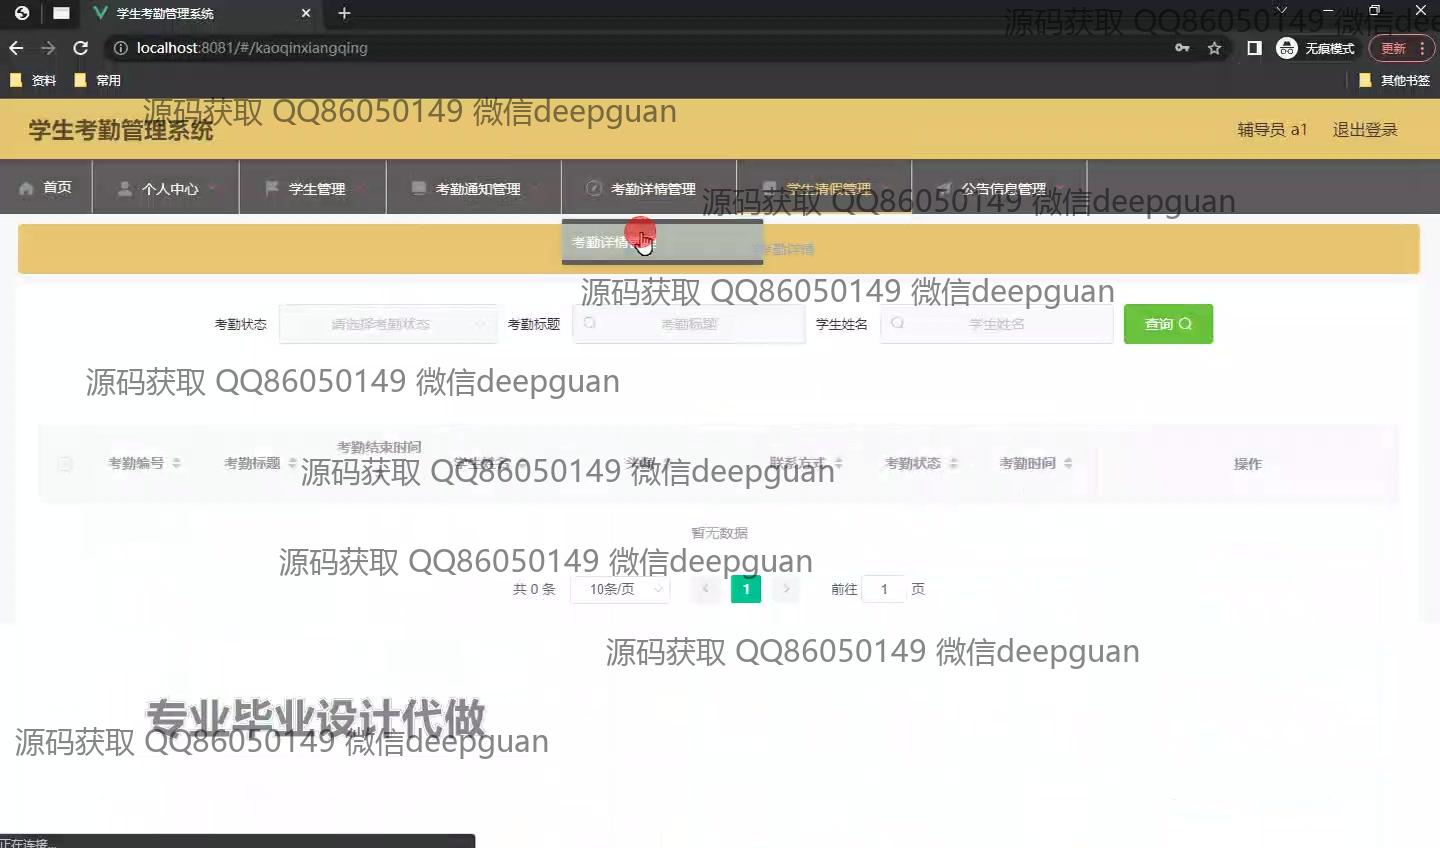 学生考勤管理系统
源码获取 QQ86050149 微信deepguan
localhost:8081/#/kaoqinxiangqing
无痕模式
更新
资料
常用
其他书签
源码获取 QQ86050149 微信deepguan
学生考勤管理系统
辅导员 a1
退出登录
首页
个人中心
学生管理
考勤通知管理
考勤详情管理
学生请假管理
公告信息管理
源码获取 QQ86050149 微信deepguan
考勤详情
考勤详情
源码获取 QQ86050149 微信deepguan
考勤状态
请选择考勤状态
考勤标题
考勤标题
学生姓名
学生姓名
查询
源码获取 QQ86050149 微信deepguan
考勤编号
考勤标题
考勤结束时间
学生姓名
联系方式
考勤状态
考勤时间
操作
源码获取 QQ86050149 微信deepguan
暂无数据
源码获取 QQ86050149 微信deepguan
共 0 条
10条/页
1
前往 1 页
源码获取 QQ86050149 微信deepguan
专业毕业设计代做
源码获取 QQ86050149 微信deepguan
正在连接...